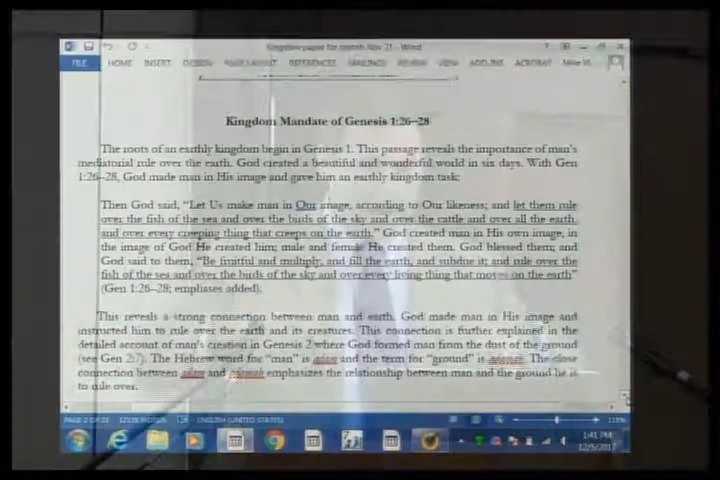 Kingdom paper for pretrib Nov 21 - Word
FILE HOME INSERT DESIGN PAGE LAYOUT REFERENCES MAILINGS REVIEW VIEW ADD-INS ACROBAT
Kingdom Mandate of Genesis 1:26–28
The roots of an earthly kingdom begin in Genesis 1. This passage reveals the importance of man's
mediatorial rule over the earth. God created a beautiful and wonderful world in six days. With Gen
1:26–28, God made man in His image and gave him an earthly kingdom task:
Then God said, "Let Us make man in Our image, according to Our likeness; and let them rule
over the fish of the sea and over the birds of the sky and over the cattle and over all the earth,
and over every creeping thing that creeps on the earth." God created man in His own image, in
the image of God He created him; male and female He created them. God blessed them; and
God said to them, "Be fruitful and multiply, and fill the earth, and subdue it; and rule over the
fish of the sea and over the birds of the sky and over every living thing that moves on the earth"
(Gen 1:26–28; emphases added).
This reveals a strong connection between man and earth. God made man in His image and
instructed him to rule over the earth and its creatures. This connection is further explained in the
detailed account of man's creation in Genesis 2 where God formed man from the dust of the ground
(see Gen 2:7). The Hebrew word for "man" is adam and the term for "ground" is adamah. The close
connection between adam and adamah emphasizes the relationship between man and the ground he is
to rule over.
ENGLISH (UNITED STATES) 115%
1:41 PM
12/5/2017